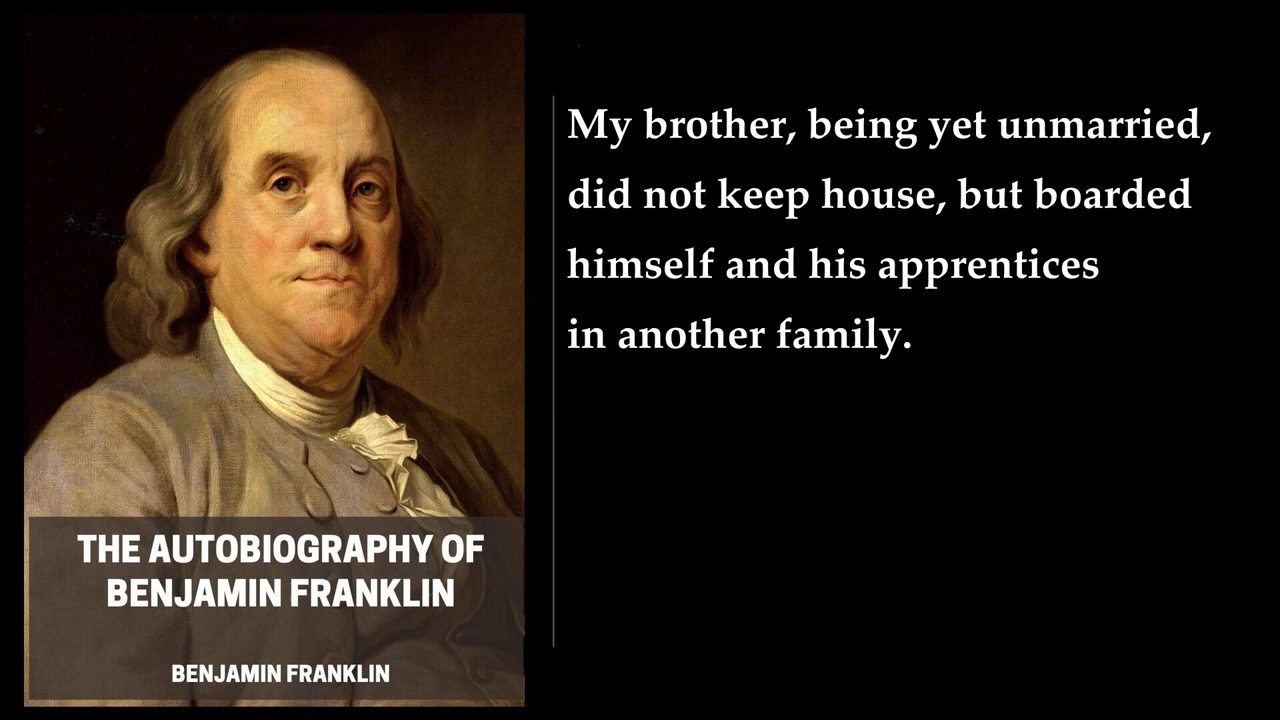 THE AUTOBIOGRAPHY OF
BENJAMIN FRANKLIN
BENJAMIN FRANKLIN
My brother, being yet unmarried,
did not keep house, but boarded
himself and his apprentices
in another family.